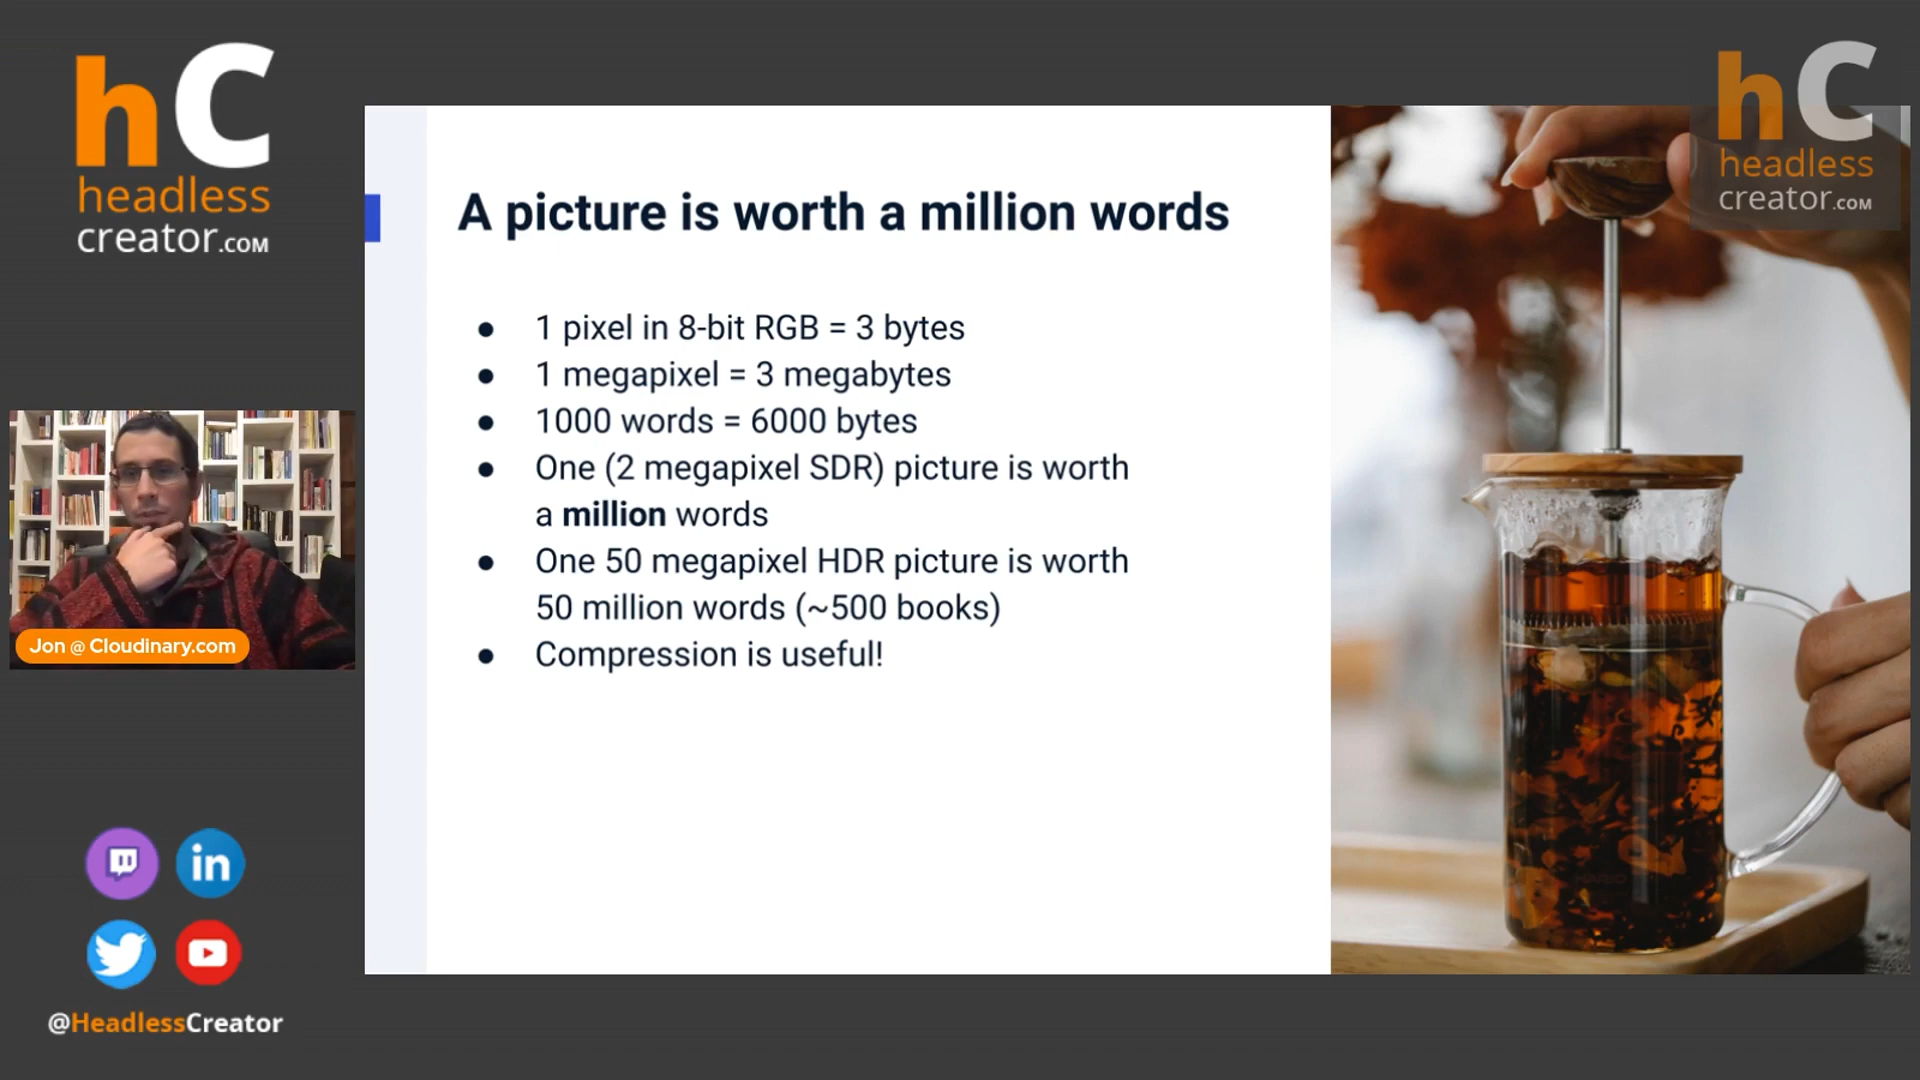 hC
headless
creator.COM
hC
headless
creator.COM
A picture is worth a million words
● 1 pixel in 8-bit RGB = 3 bytes
● 1 megapixel = 3 megabytes
● 1000 words = 6000 bytes
● One (2 megapixel SDR) picture is worth
a million words
● One 50 megapixel HDR picture is worth
50 million words (~500 books)
● Compression is useful!
Jon @ Cloudinary.com
in
@HeadlessCreator